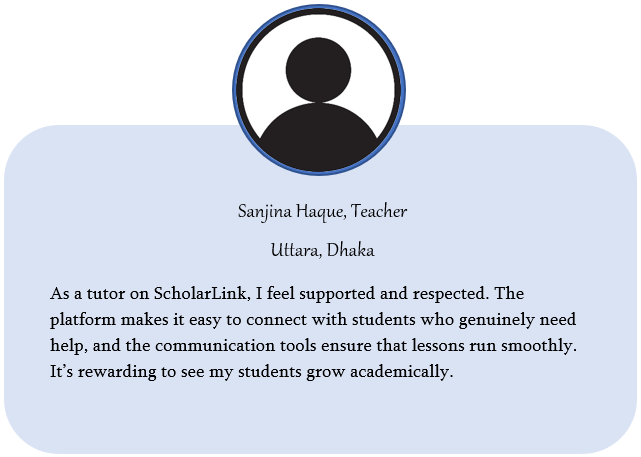 Sanjina Haque, Teacher
Uttara, Dhaka
As a tutor on ScholarLink, I feel supported and respected. The
platform makes it easy to connect with students who genuinely need
help, and the communication tools ensure that lessons run smoothly.
It’s rewarding to see my students grow academically.